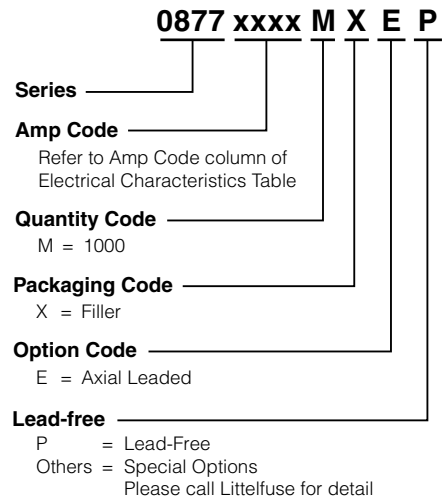 0877 xxxx M X E P
Series
Amp Code
Refer to Amp Code column of
Electrical Characteristics Table
Quantity Code
M = 1000
Packaging Code
X = Filler
Option Code
E = Axial Leaded
Lead-free
P = Lead-Free
Others = Special Options
Please call Littelfuse for detail